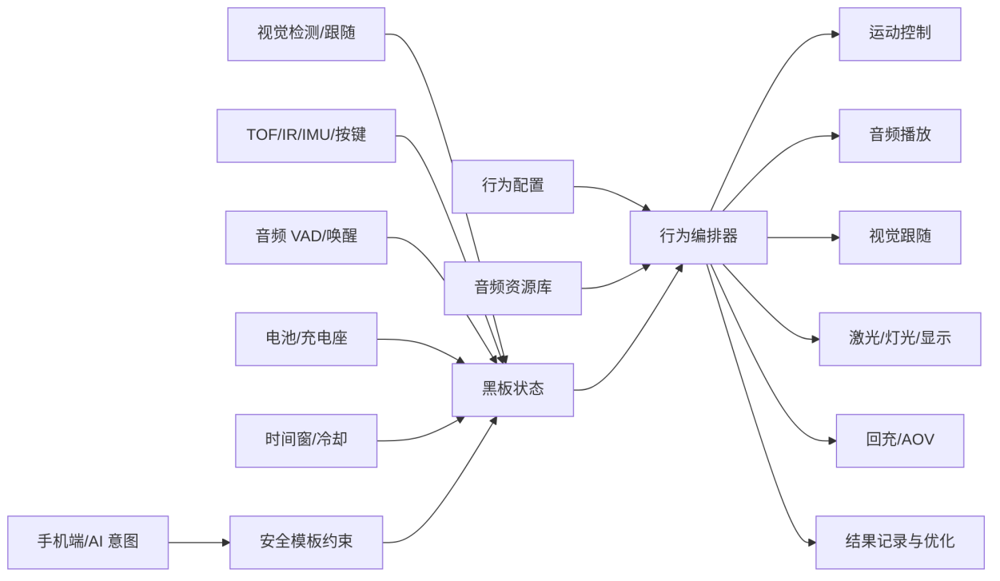 视觉检测/跟随
TOF/IR/IMU/按键
音频 VAD/唤醒
电池/充电座
时间窗/冷却
手机端/AI 意图
安全模板约束
行为配置
音频资源库
黑板状态
行为编排器
运动控制
音频播放
视觉跟随
激光/灯光/显示
回充/AOV
结果记录与优化